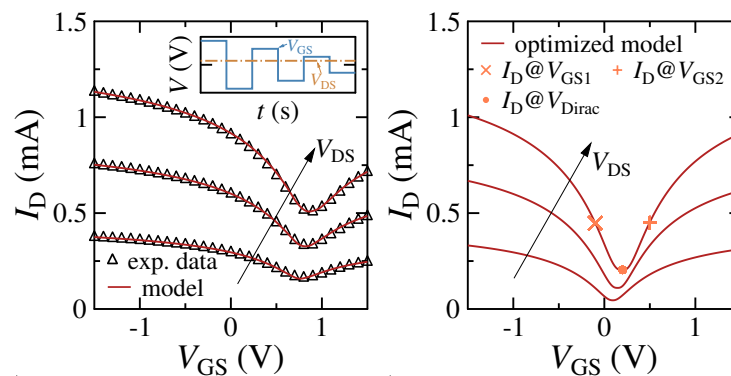 1.5
1
0.5
0
I_D (mA)
V (V)
V_GS
V_DS
t (s)
V_DS
exp. data
model
-1
0
1
V_GS (V)
1.5
1
0.5
0
I_D (mA)
optimized model
I_D@V_GS1 I_D@V_GS2
I_D@V_Dirac
V_DS
-1
0
1
V_GS (V)